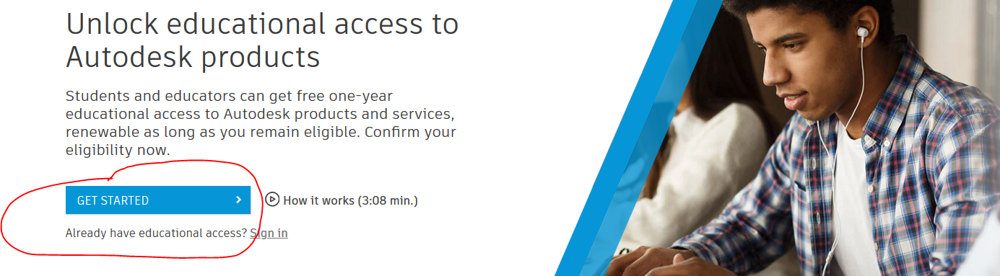 Unlock educational access to
Autodesk products
Students and educators can get free one-year
educational access to Autodesk products and services,
renewable as long as you remain eligible. Confirm your
eligibility now.
GET STARTED
How it works (3:08 min.)
Already have educational access? Sign in